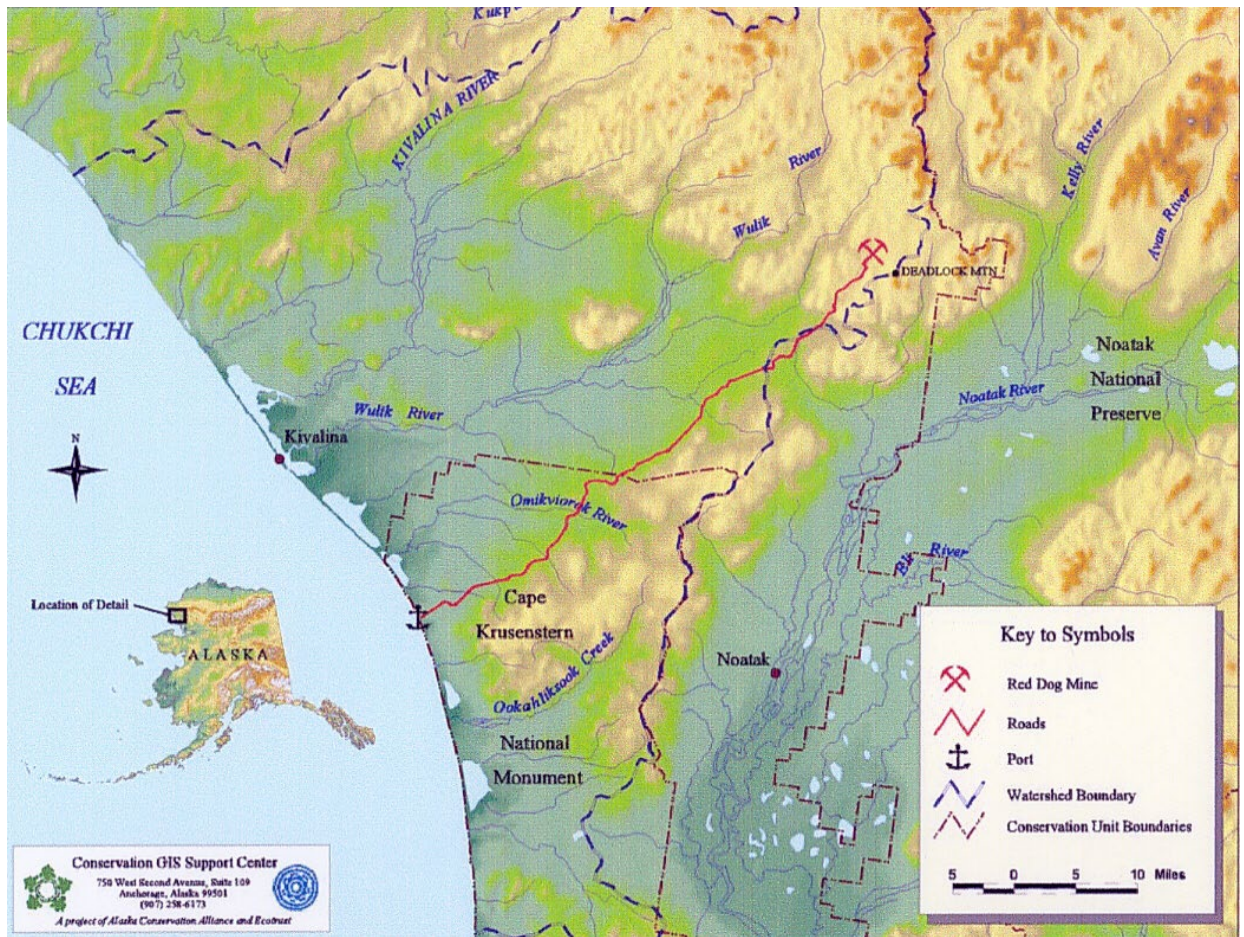 Kukp
KIVALINA RIVER
River
Wulik
Kelly River
Avan River
DEADLOCK MTN
CHUKCHI
SEA
Noatak
National
Preserve
Noatak River
Wulik River
Kivalina
N
Omikviorok River
Elk River
Cape
Krusenstern
Noatak
Ookahliksook Creek
National
Monument
Location of Detail
ALASKA
Key to Symbols
Red Dog Mine
Roads
Port
Watershed Boundary
Conservation Unit Boundaries
5 0 5 10 Miles
Conservation GIS Support Center
750 West Second Avenue, Suite 109
Anchorage, Alaska 99501
(907) 258-6173
A project of Alaska Conservation Alliance and Ecotrust